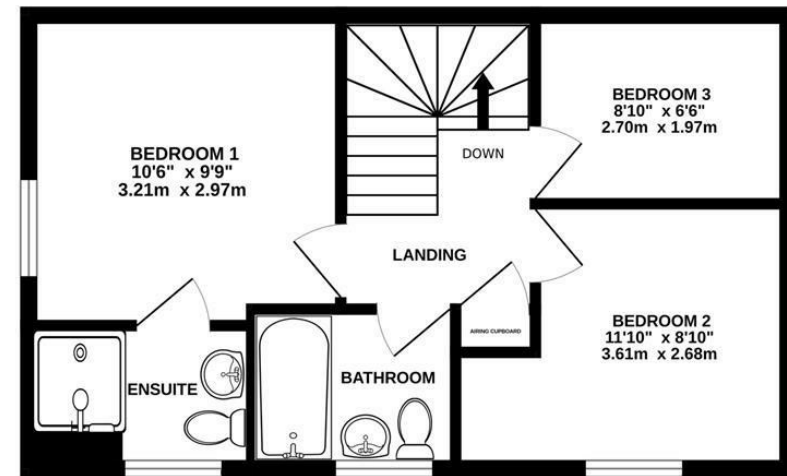 BEDROOM 1
10'6" x 9'9"
3.21m x 2.97m
BEDROOM 3
8'10" x 6'6"
2.70m x 1.97m
DOWN
LANDING
AIRING CUPBOARD
BEDROOM 2
11'10" x 8'10"
3.61m x 2.68m
ENSUITE
BATHROOM